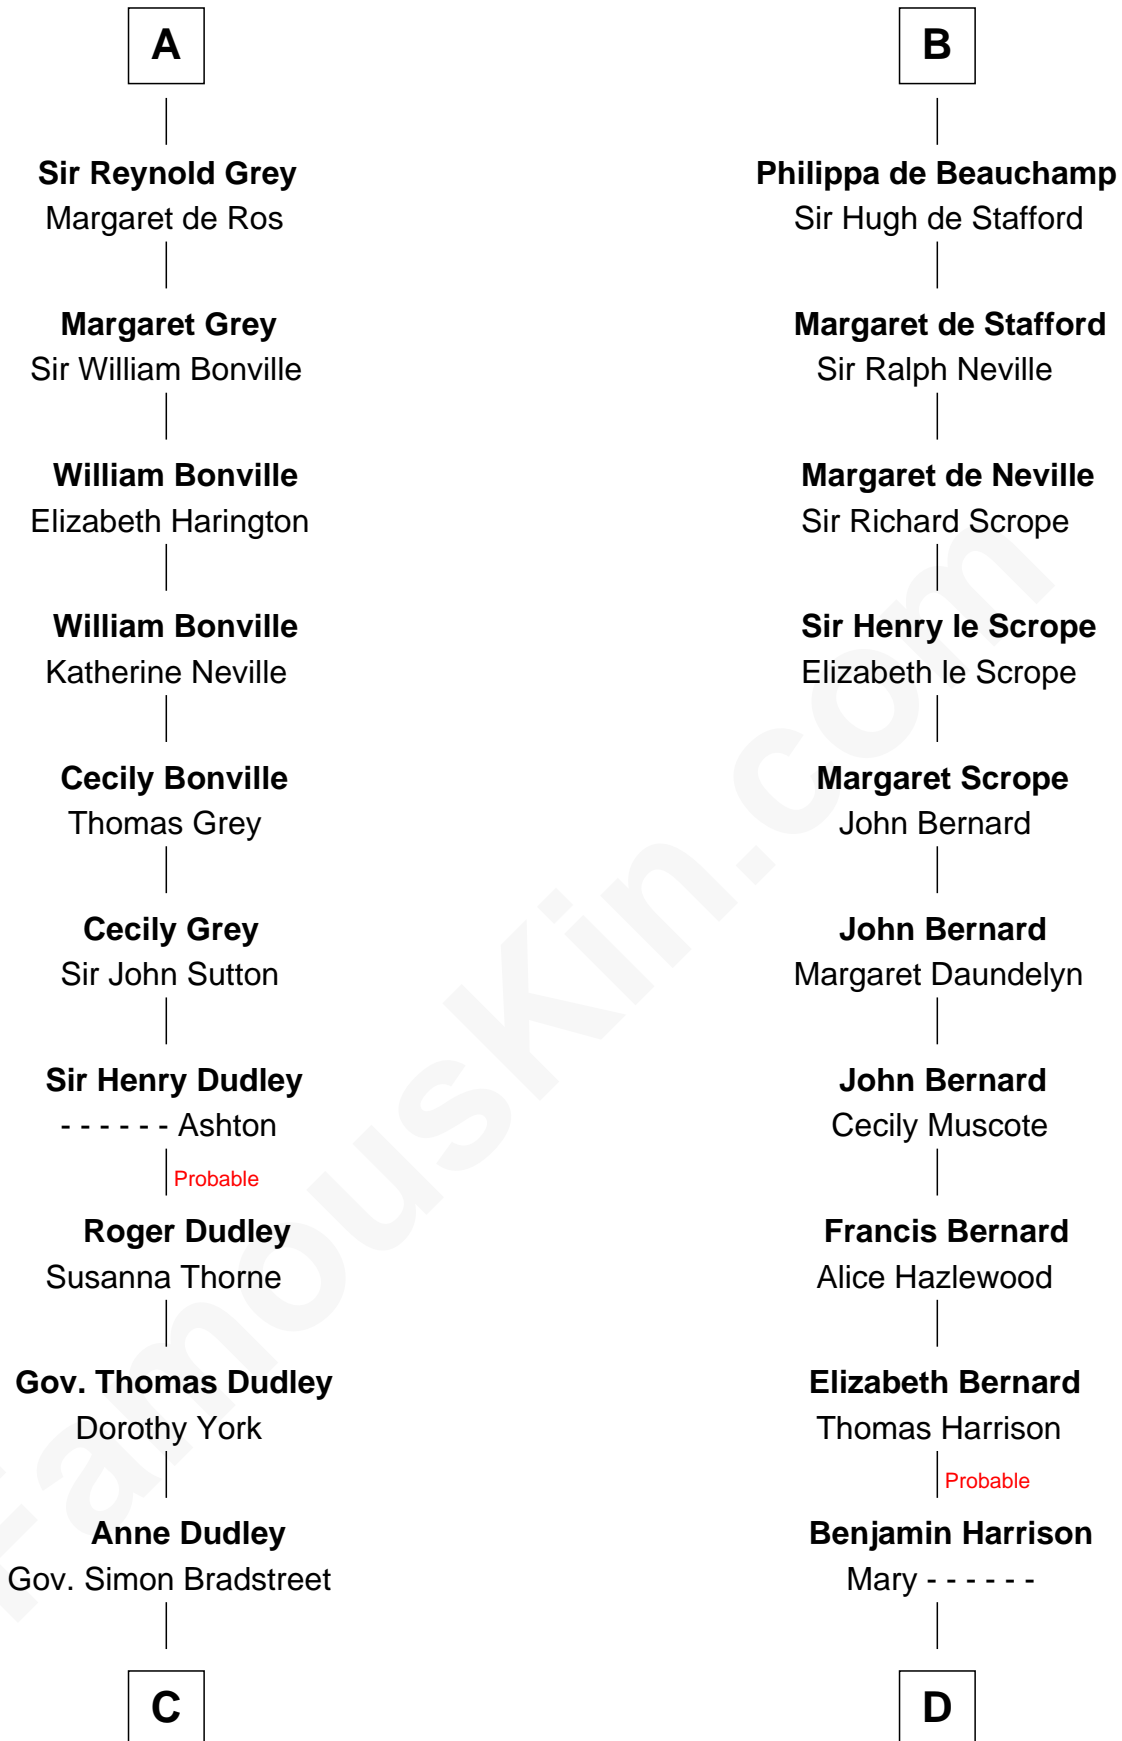 A
Sir Reynold Grey
Margaret de Ros
Margaret Grey
Sir William Bonville
William Bonville
Elizabeth Harington
William Bonville
Katherine Neville
Cecily Bonville
Thomas Grey
Cecily Grey
Sir John Sutton
Sir Henry Dudley
- - - - - - Ashton
Probable
Roger Dudley
Susanna Thorne
Gov. Thomas Dudley
Dorothy York
Anne Dudley
Gov. Simon Bradstreet
C
B
Philippa de Beauchamp
Sir Hugh de Stafford
Margaret de Stafford
Sir Ralph Neville
Margaret de Neville
Sir Richard Scrope
Sir Henry le Scrope
Elizabeth le Scrope
Margaret Scrope
John Bernard
John Bernard
Margaret Daundelyn
John Bernard
Cecily Muscote
Francis Bernard
Alice Hazlewood
Elizabeth Bernard
Thomas Harrison
Probable
Benjamin Harrison
Mary - - - - - -
D
FamousKin.com